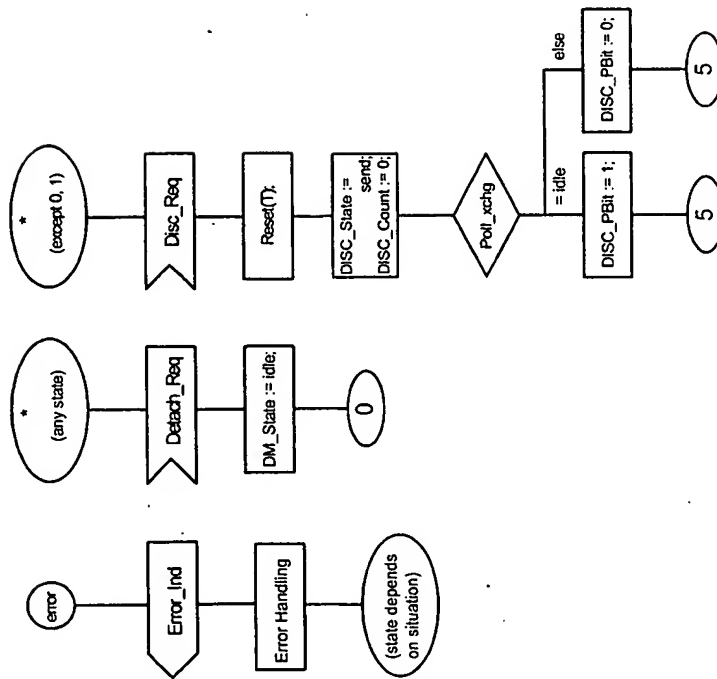 error
Error_Ind
Error Handling
(state depends
on situation)
*
(any state)
Detach_Req
DM_State := idle;
0
*
(except 0, 1)
Disc_Req
Reset(T);
DISC_State :=
send;
DISC_Count := 0;
Poll_xchg
= idle
else
DISC_PBit := 1;
DISC_PBit := 0;
5
5